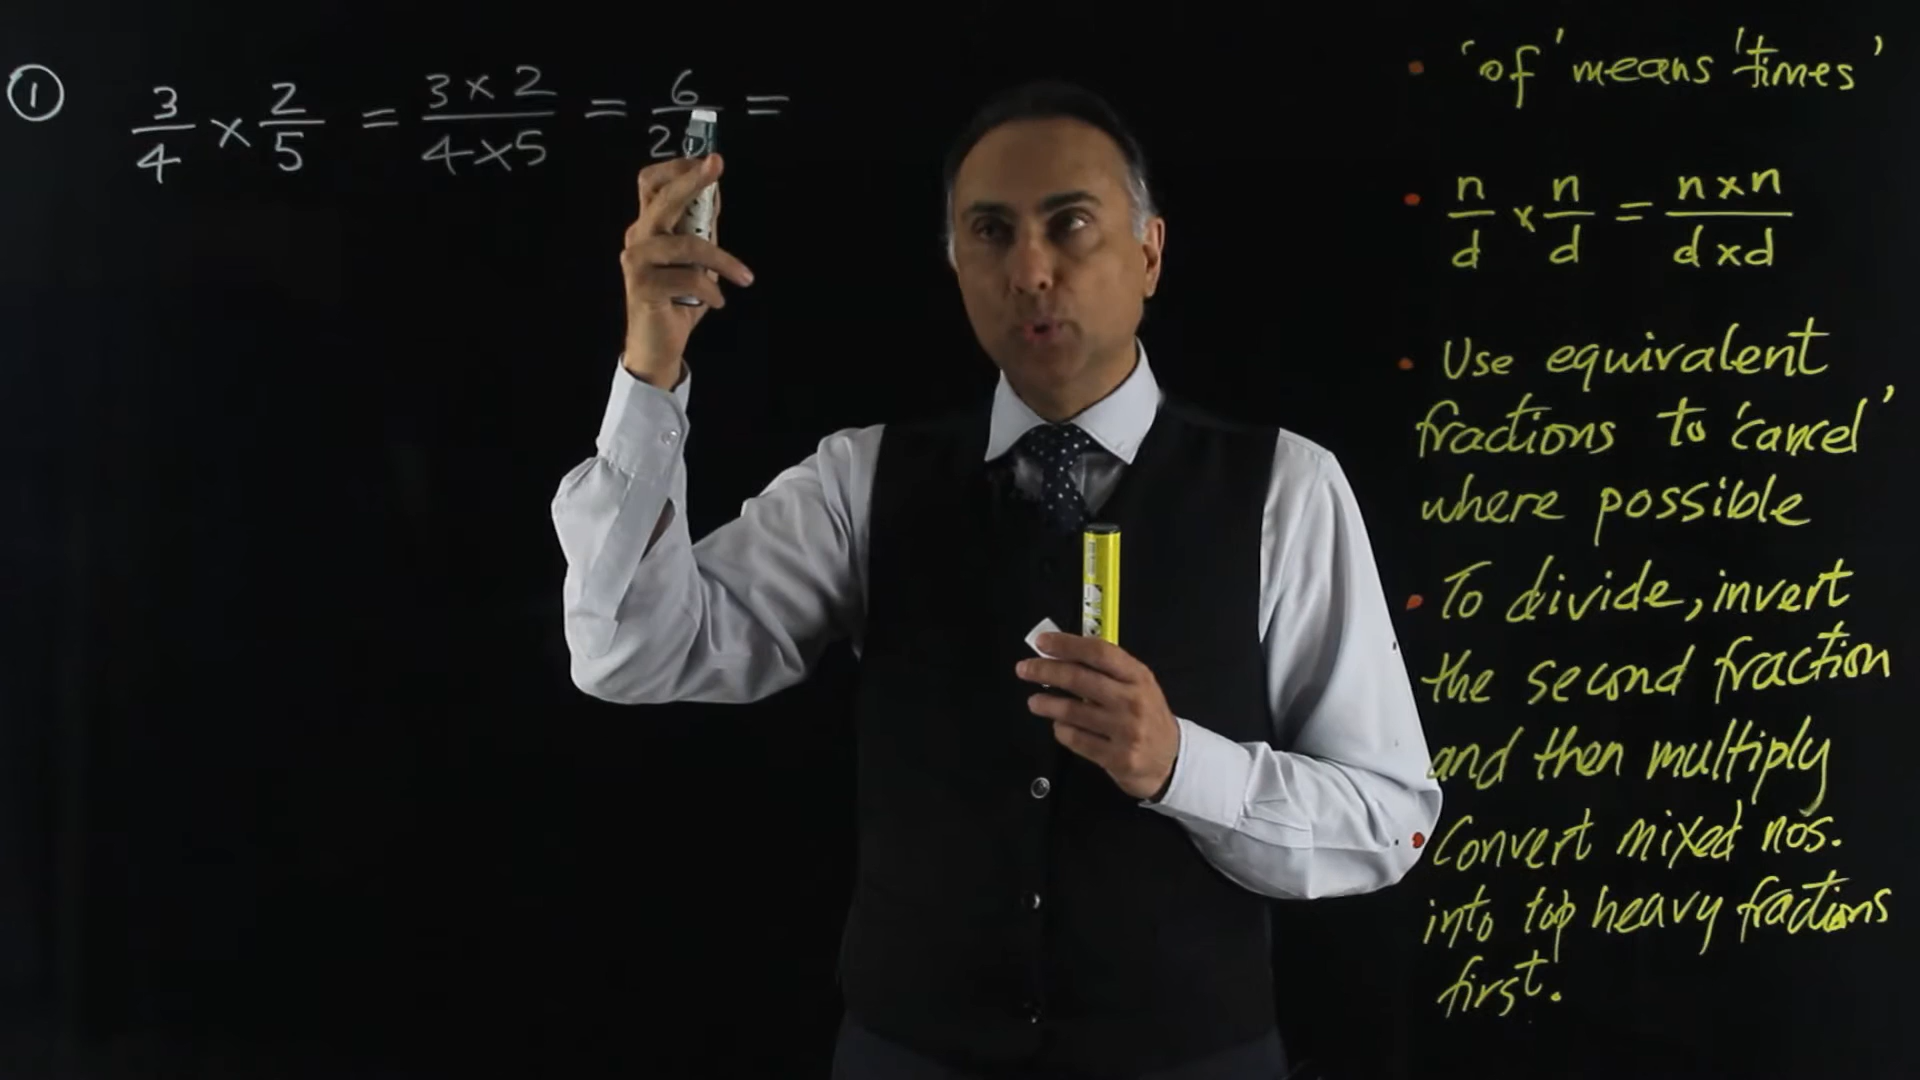 ① 3/4 × 2/5 = 3 × 2/4 × 5 = 6/20 =
• 'of' means 'times'
• n/d × n/d = n × n/d × d
• Use equivalent
fractions to 'cancel'
where possible
• To divide, invert
the second fraction
and then multiply
• Convert mixed nos.
into top heavy fractions
first.